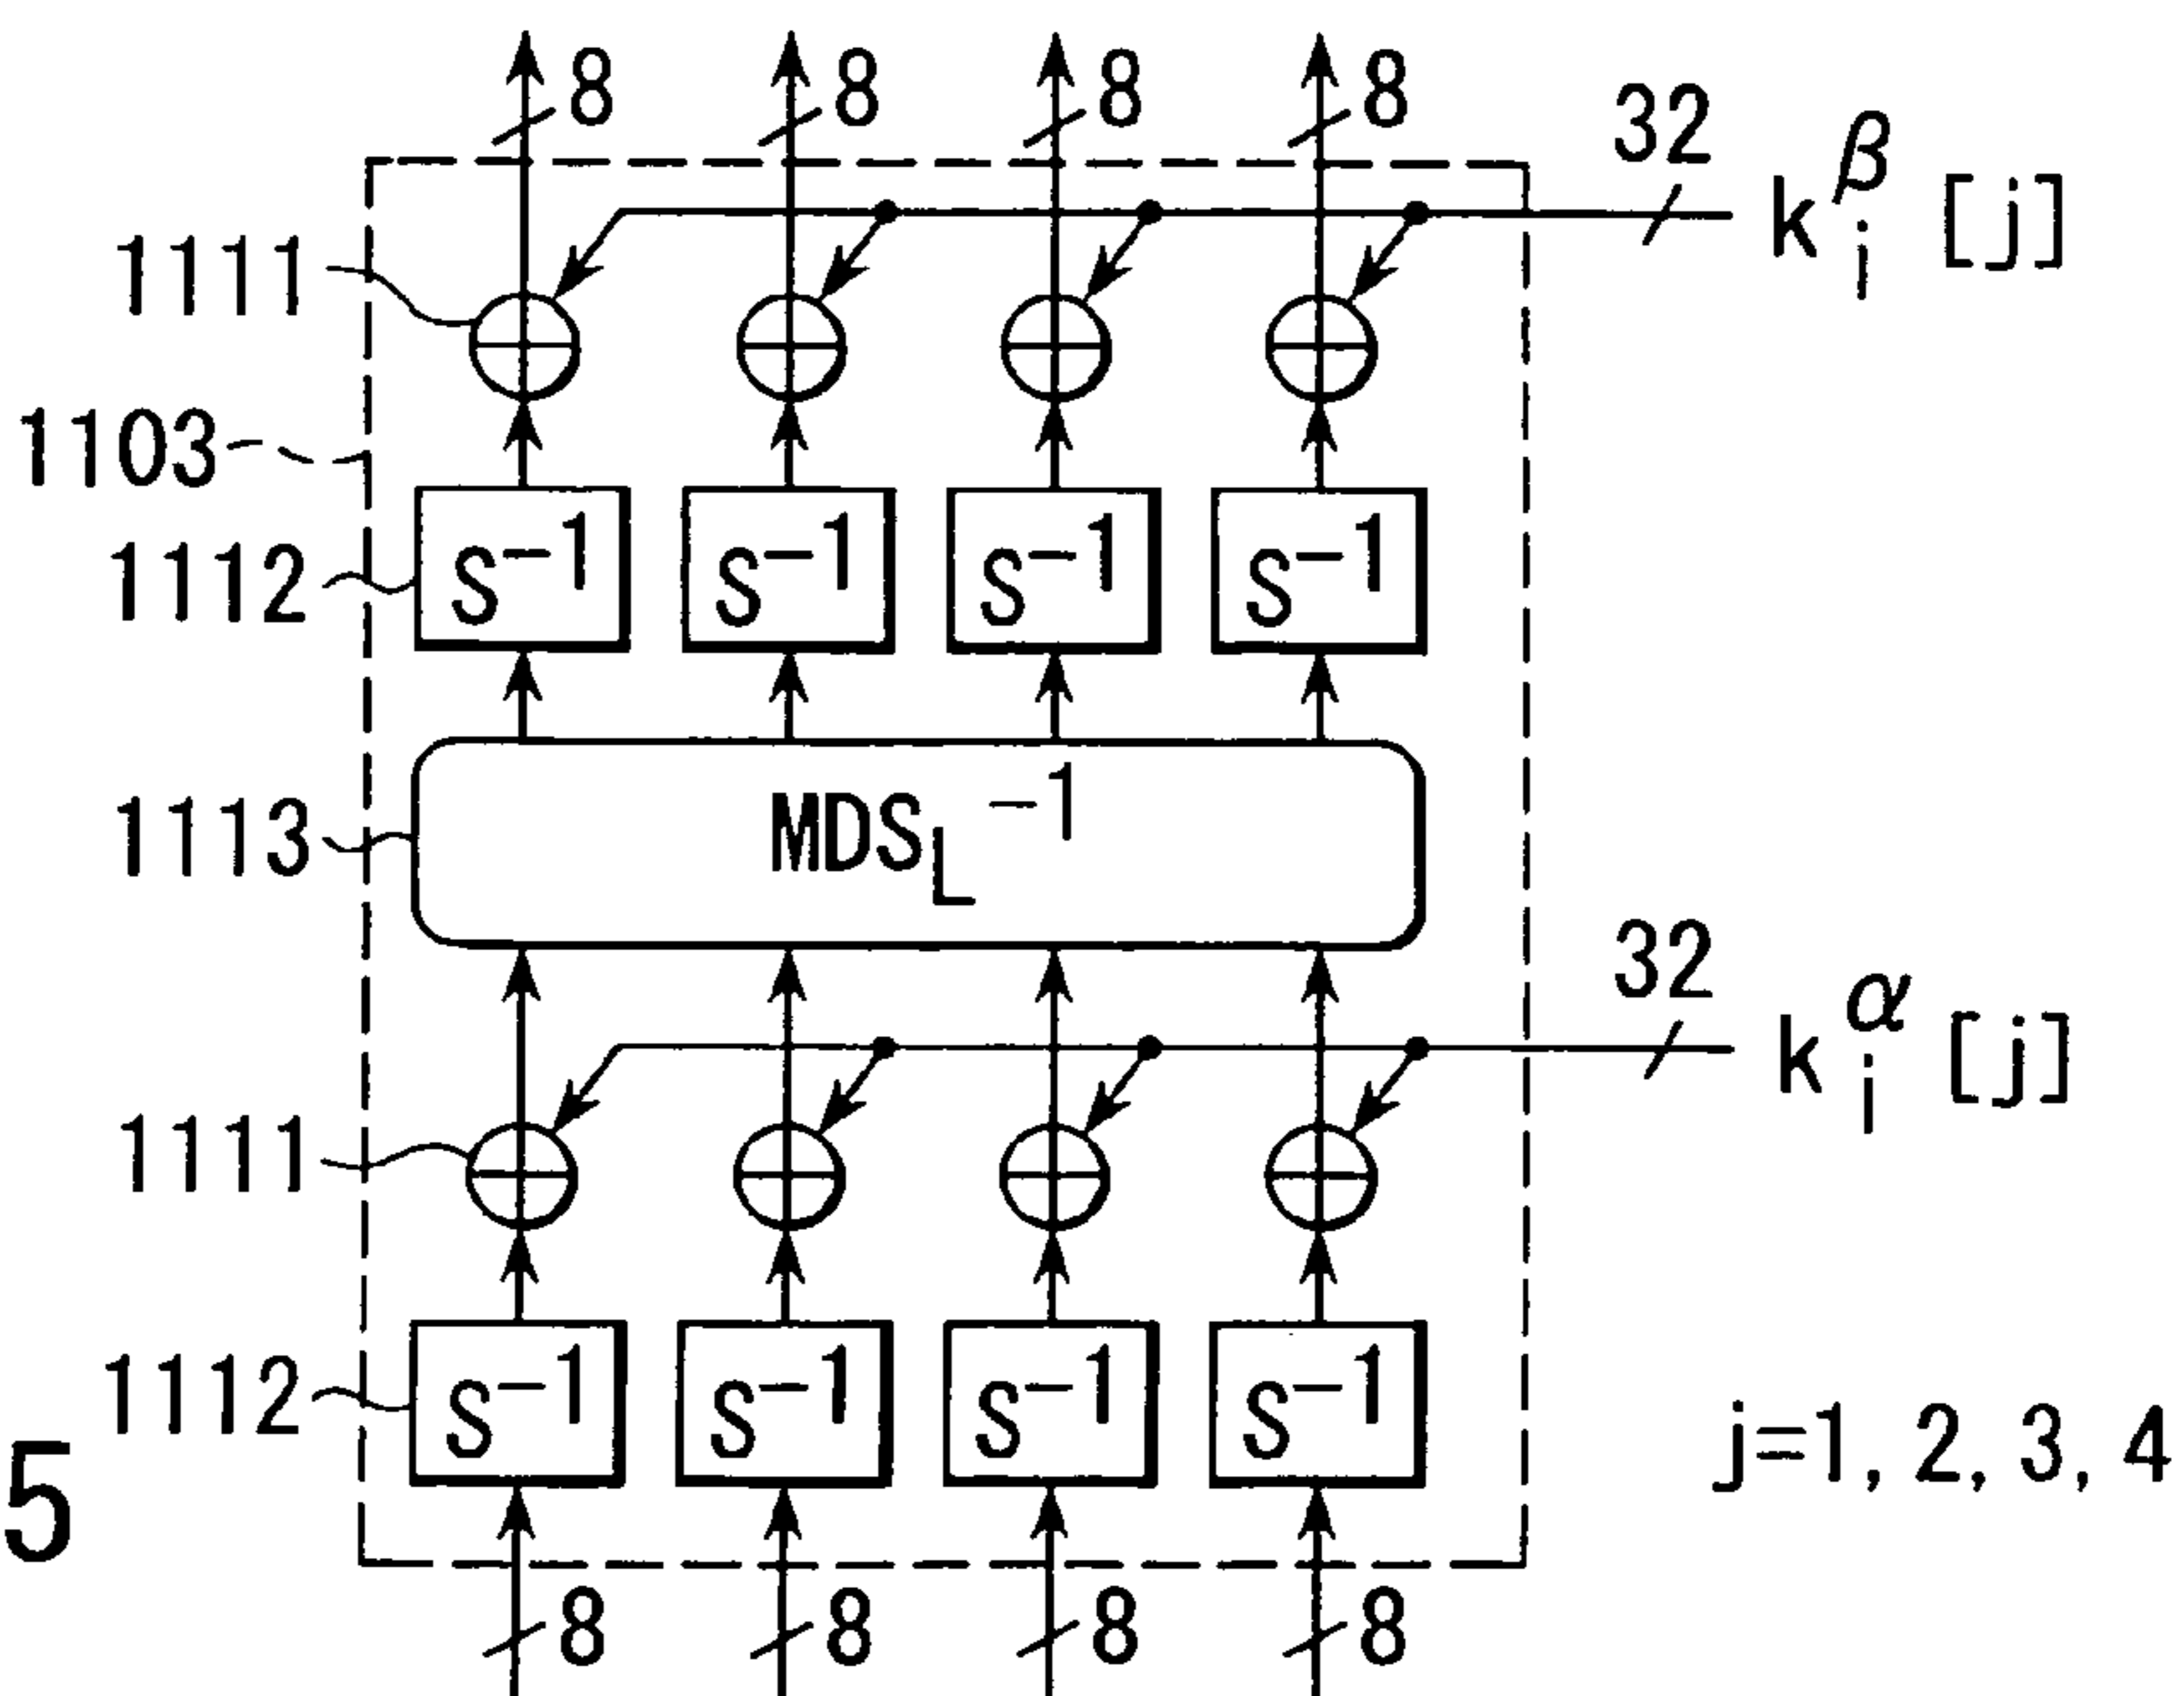 8 8 8 8
32
k i β [j]
1111
1103
1112
S⁻¹ S⁻¹ S⁻¹ S⁻¹
1113
MDS L ⁻¹
32
k i α [j]
1111
1112
S⁻¹ S⁻¹ S⁻¹ S⁻¹
j=1, 2, 3, 4
5
8 8 8 8